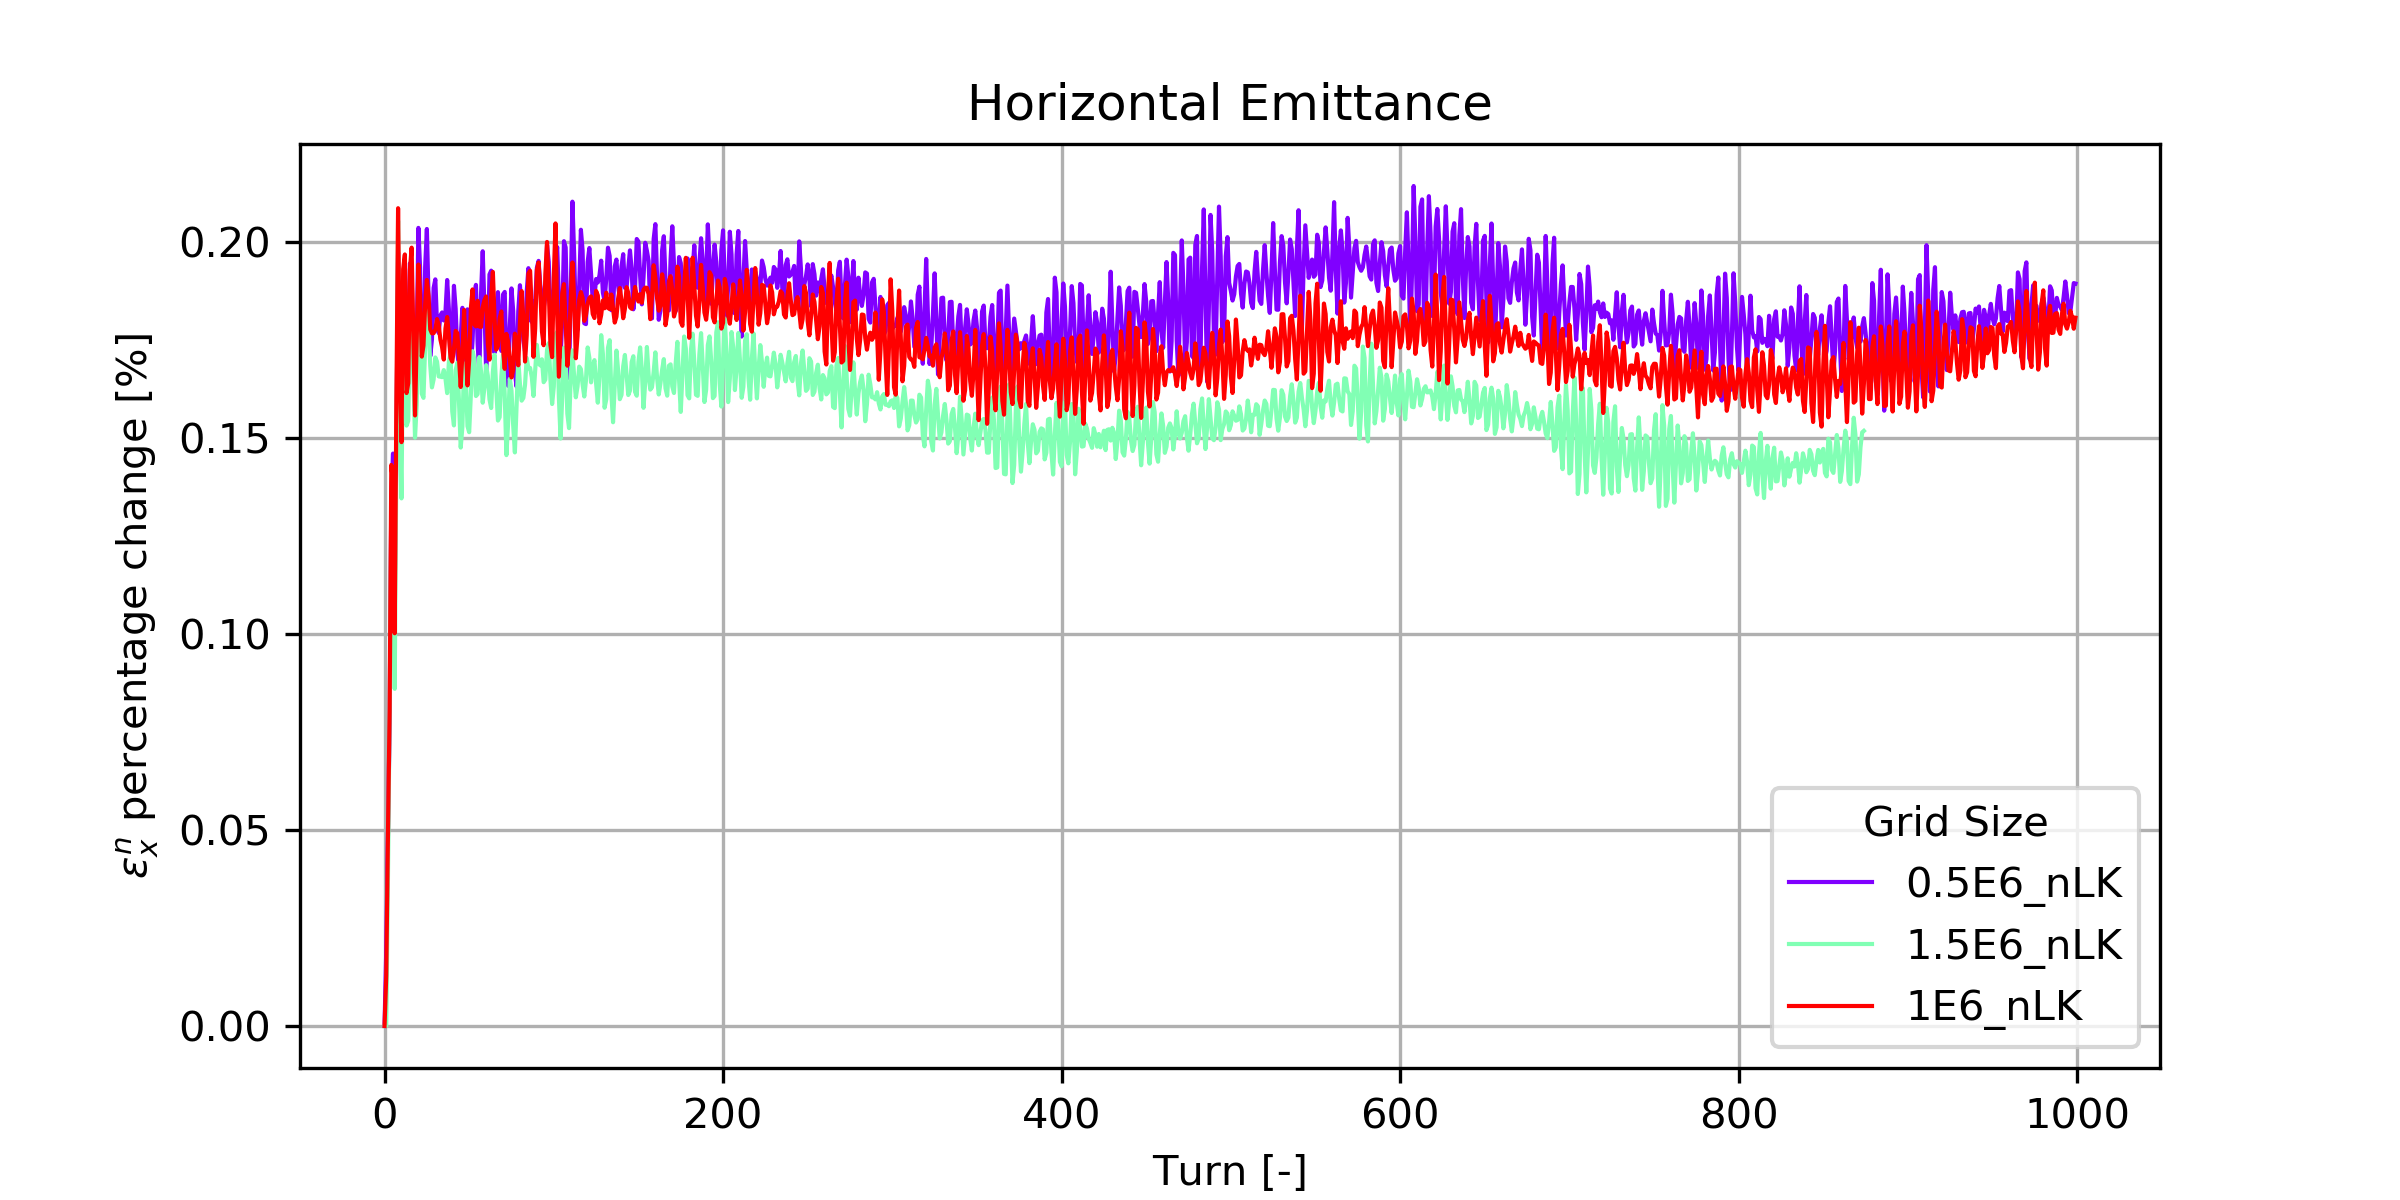 Horizontal Emittance
0.20
0.15
0.10
0.05
0.00
ε_x^n percentage change [%]
0 200 400 600 800 1000
Turn [-]
Grid Size
0.5E6_nLK
1.5E6_nLK
1E6_nLK